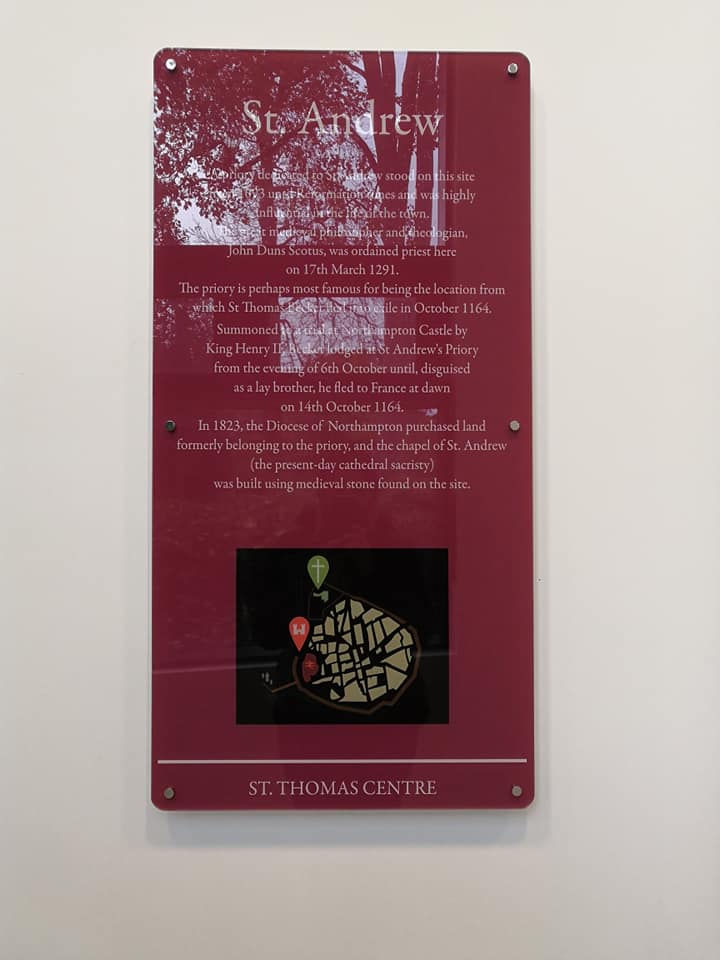 St. Andrew
A priory dedicated to St Andrew stood on this site
from 1093 until Reformation times and was highly
influential in the life of the town.
The great medieval philosopher and theologian,
John Duns Scotus, was ordained priest here
on 17th March 1291.
The priory is perhaps most famous for being the location from
which St Thomas Becket fled into exile in October 1164.
Summoned to a trial at Northampton Castle by
King Henry II, Becket lodged at St Andrew's Priory
from the evening of 6th October until, disguised
as a lay brother, he fled to France at dawn
on 14th October 1164.
In 1823, the Diocese of Northampton purchased land
formerly belonging to the priory, and the chapel of St. Andrew
(the present-day cathedral sacristy)
was built using medieval stone found on the site.
ST. THOMAS CENTRE